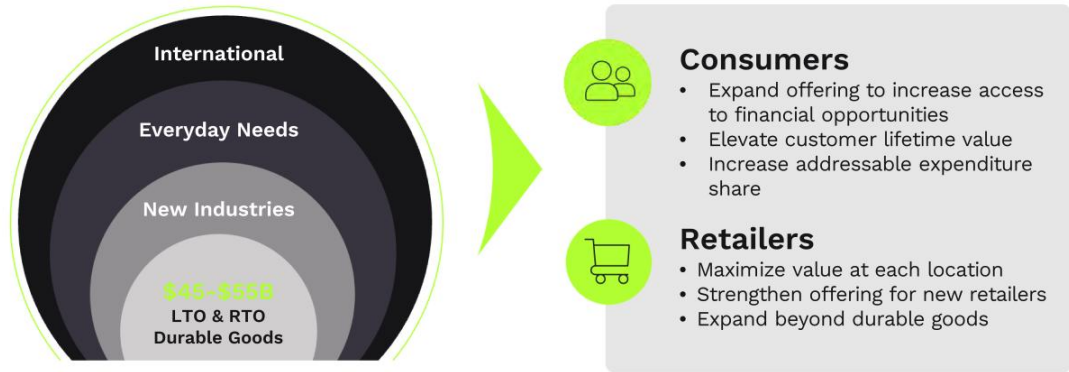 International
Everyday Needs
New Industries
$45-$55B
LTO & RTO
Durable Goods
Consumers
• Expand offering to increase access
to financial opportunities
• Elevate customer lifetime value
• Increase addressable expenditure
share
Retailers
• Maximize value at each location
• Strengthen offering for new retailers
• Expand beyond durable goods